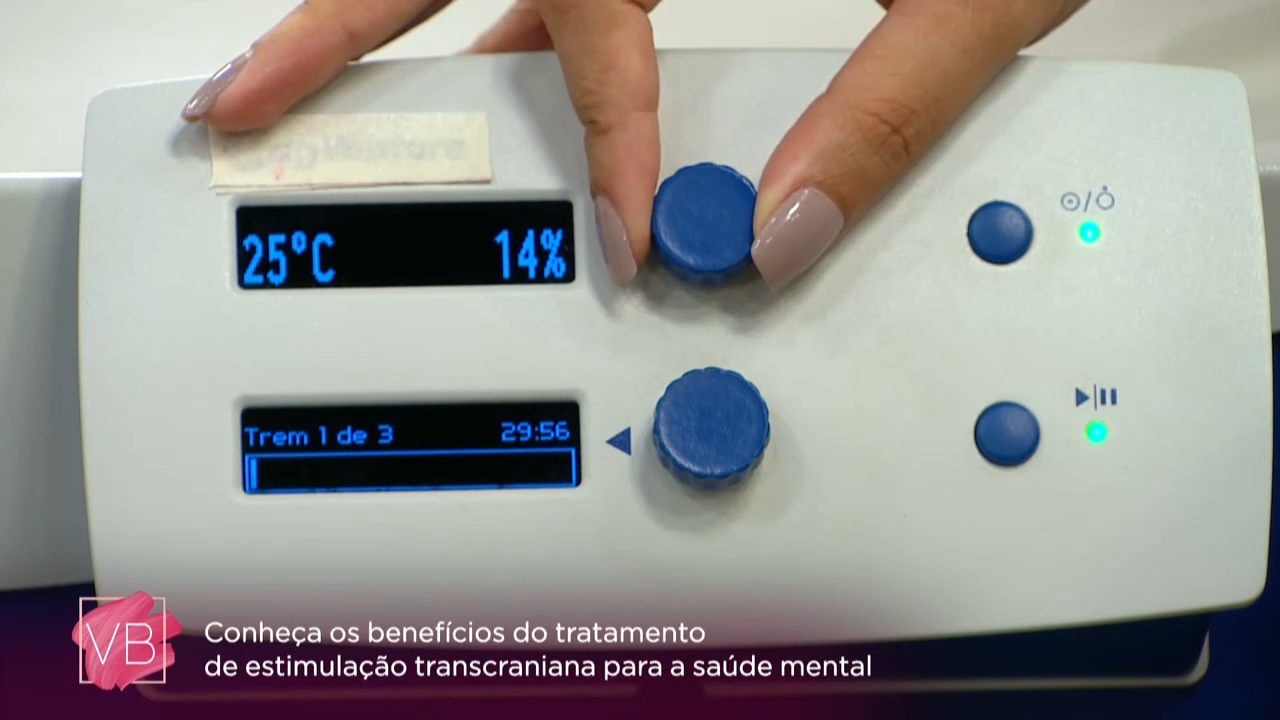 25°C 14%
Trem 1 de 3 29:56
VB
Conheça os benefícios do tratamento
de estimulação transcraniana para a saúde mental